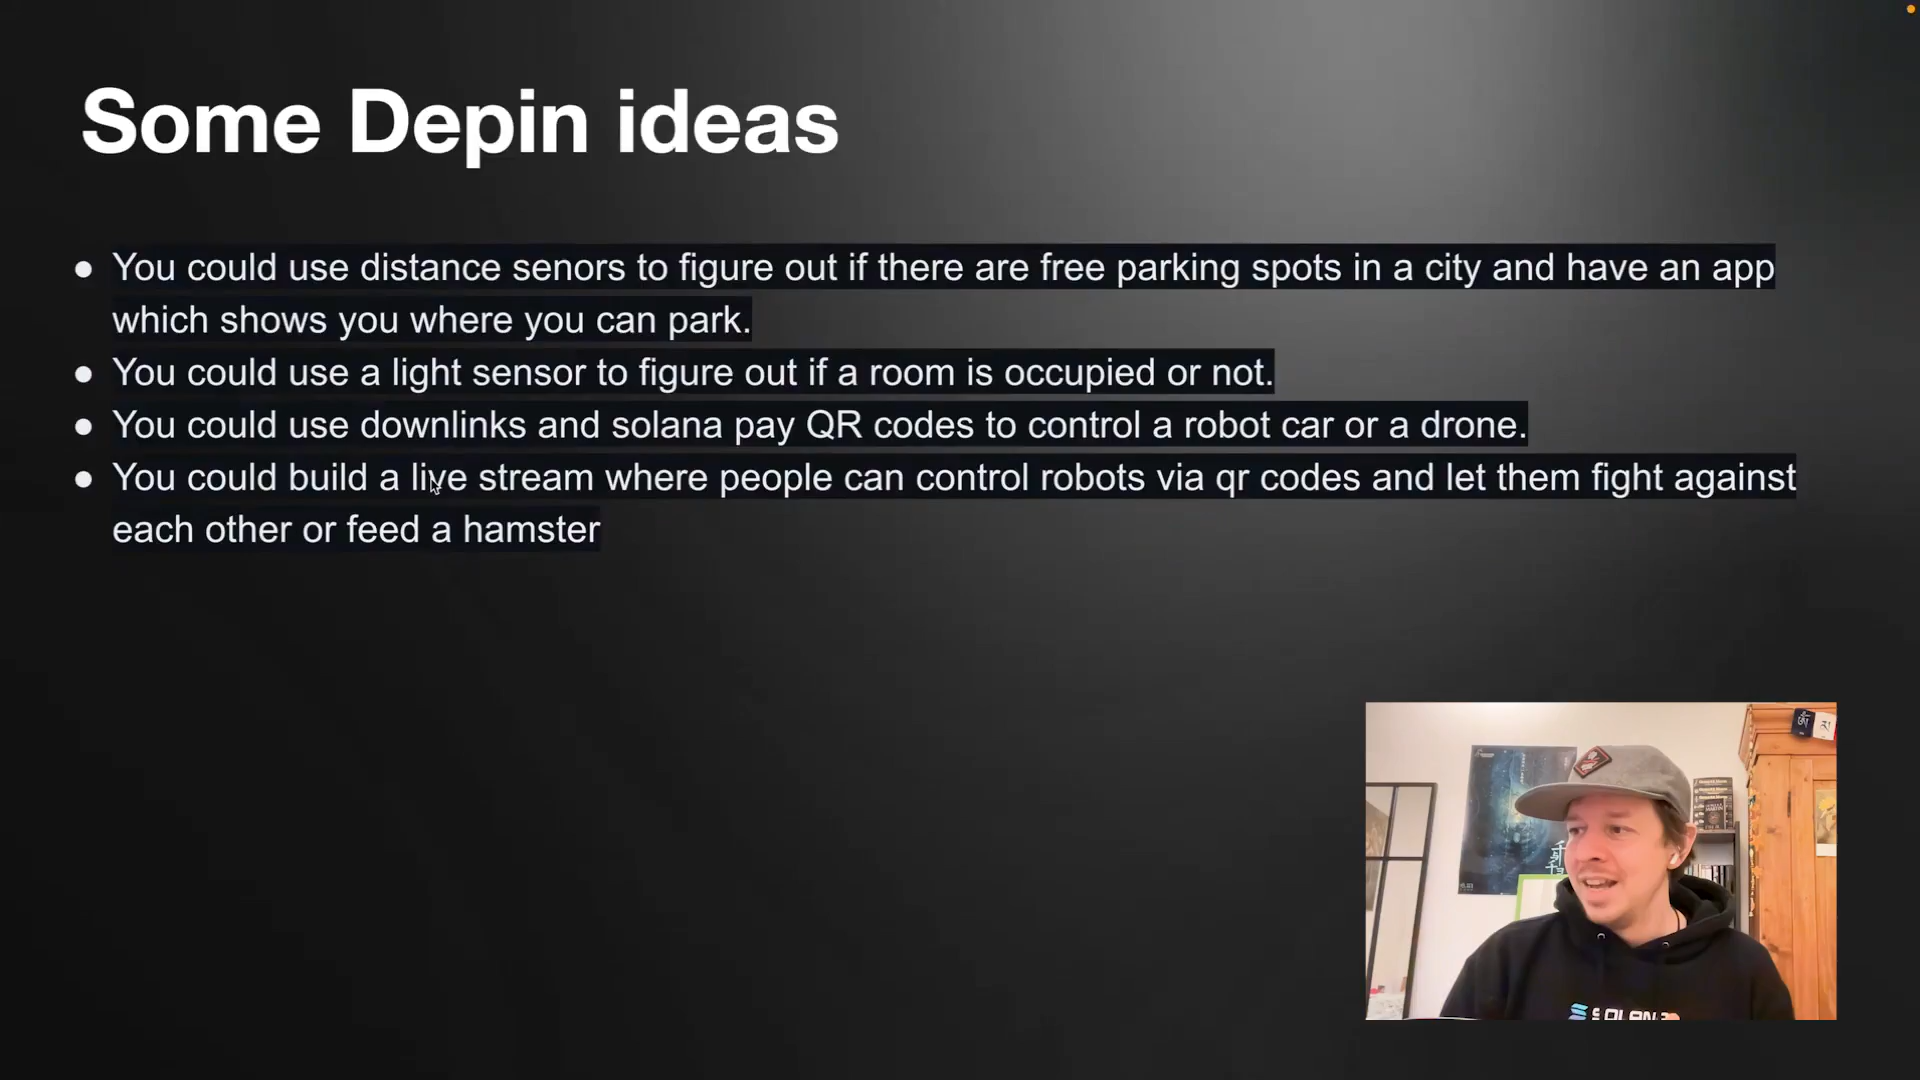 Some Depin ideas
● You could use distance senors to figure out if there are free parking spots in a city and have an app
which shows you where you can park.
● You could use a light sensor to figure out if a room is occupied or not.
● You could use downlinks and solana pay QR codes to control a robot car or a drone.
● You could build a live stream where people can control robots via qr codes and let them fight against
each other or feed a hamster